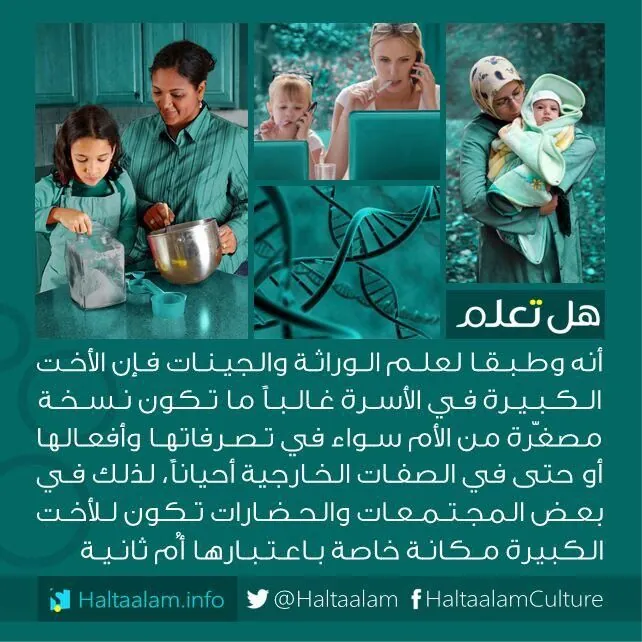 هل تعلم
أنه وطبقا لعلم الوراثة والجينات فإن الأخت
الكبيرة في الأسرة غالباً ما تكون نسخة
مصغّرة من الأم سواء في تصرفاتها وأفعالها
أو حتى في الصفات الخارجية أحياناً، لذلك في
بعض المجتمعات والحضارات تكون للأخت
الكبيرة مكانة خاصة باعتبارها أم ثانية
Haltaalam.info @Haltaalam HaltaalamCulture